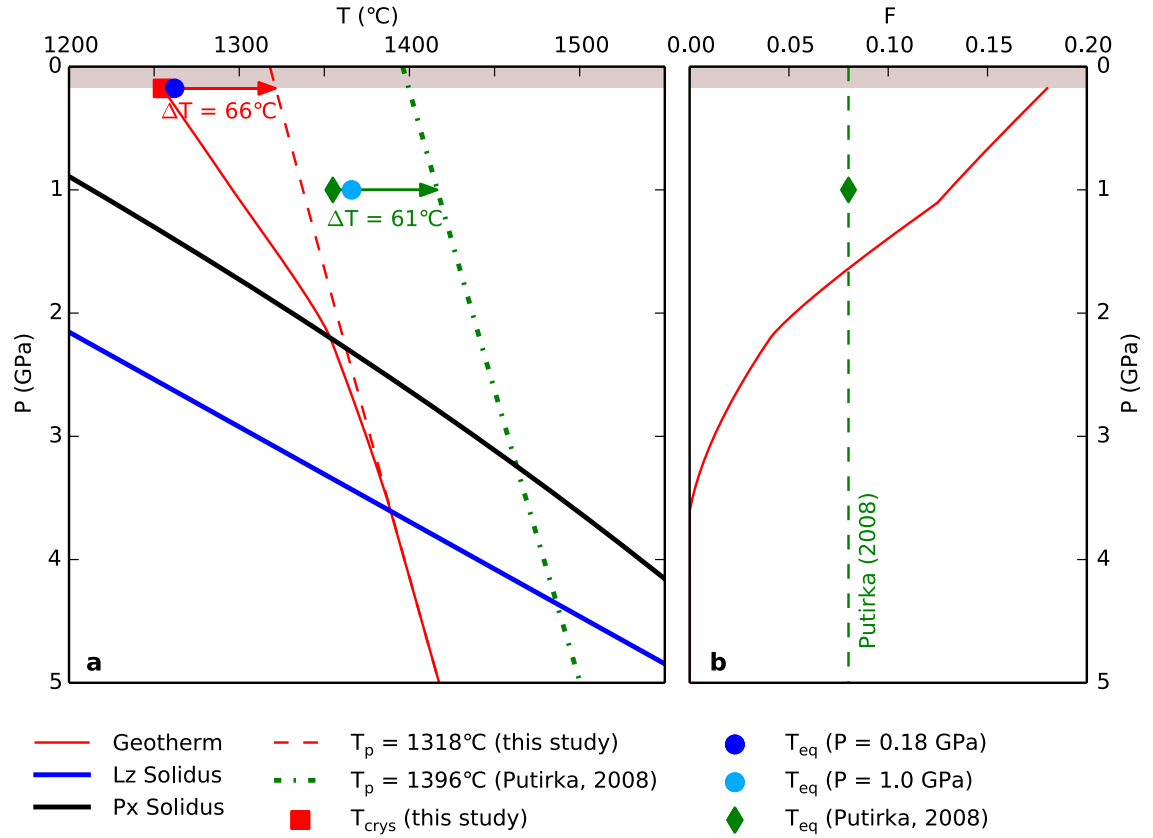 T (℃)
1200 1300 1400 1500
0
1
2
3
4
5
P (GPa)
ΔT = 66℃
ΔT = 61℃
a
F
0.00 0.05 0.10 0.15 0.20
0
1
2
3
4
5
P (GPa)
Putirka (2008)
b
Geotherm
Lz Solidus
Px Solidus
Tp = 1318℃ (this study)
Tp = 1396℃ (Putirka, 2008)
Tcrys (this study)
Teq (P = 0.18 GPa)
Teq (P = 1.0 GPa)
Teq (Putirka, 2008)